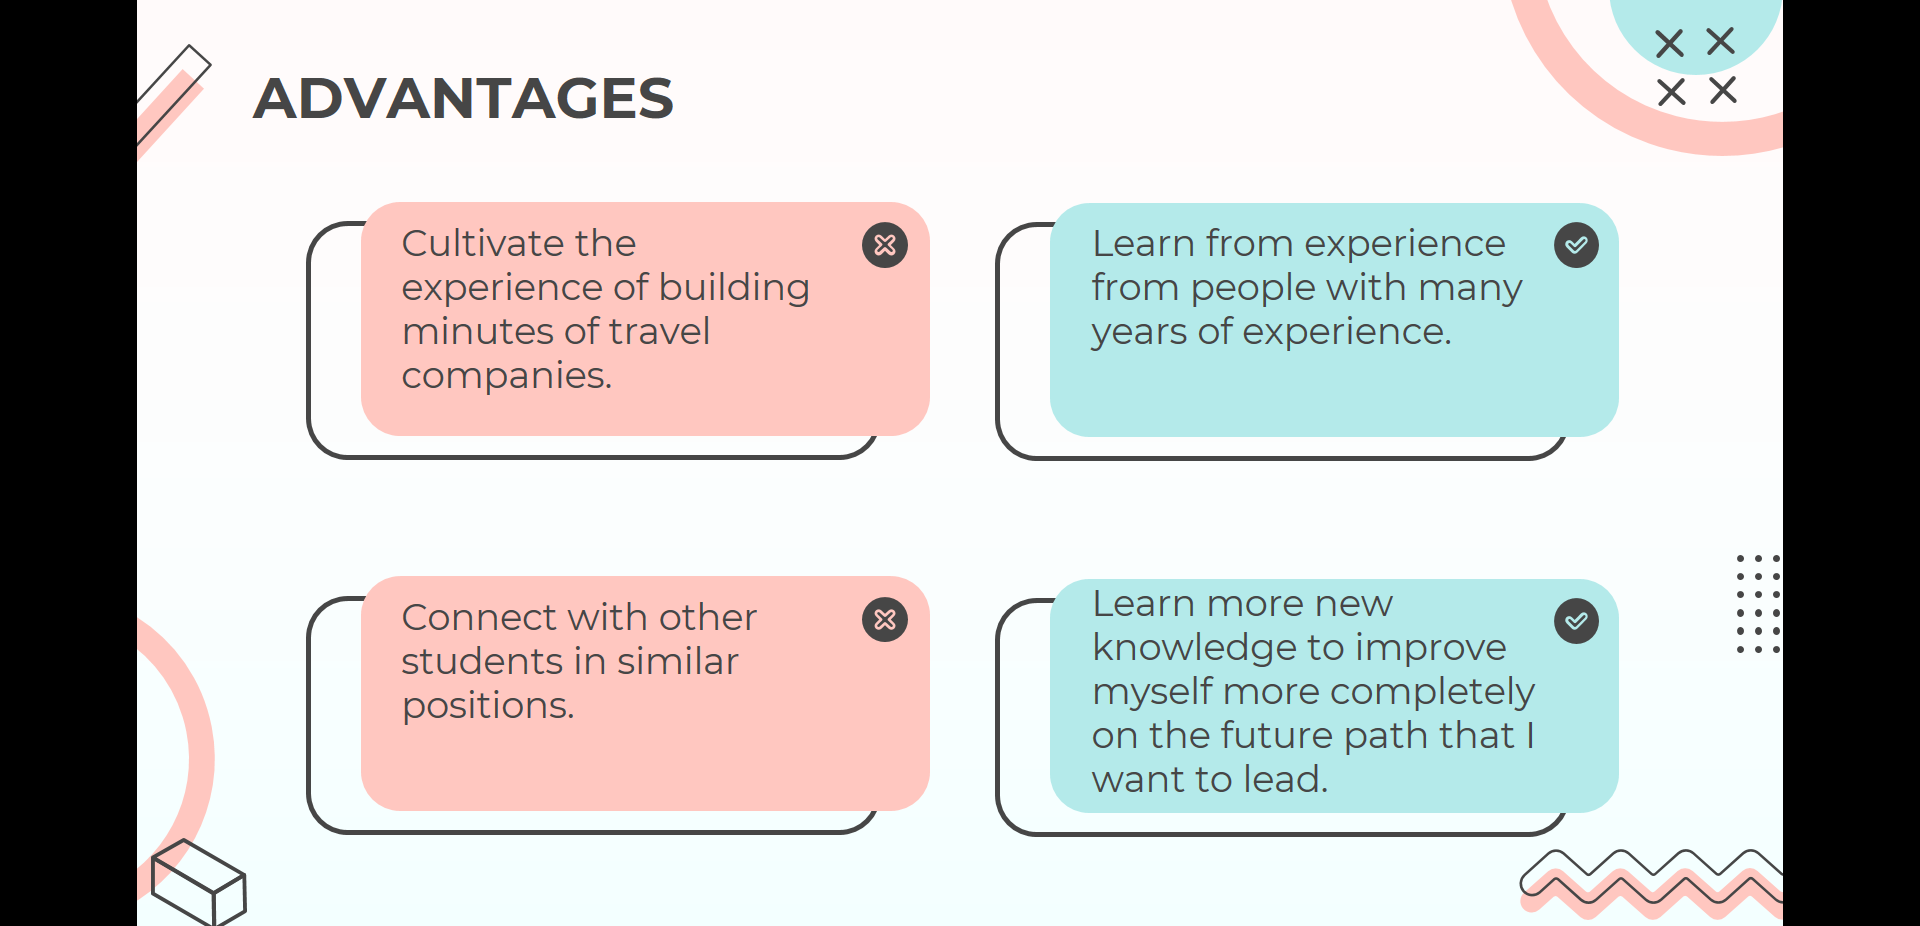 ADVANTAGES
Cultivate the
experience of building
minutes of travel
companies.
Learn from experience
from people with many
years of experience.
Connect with other
students in similar
positions.
Learn more new
knowledge to improve
myself more completely
on the future path that I
want to lead.